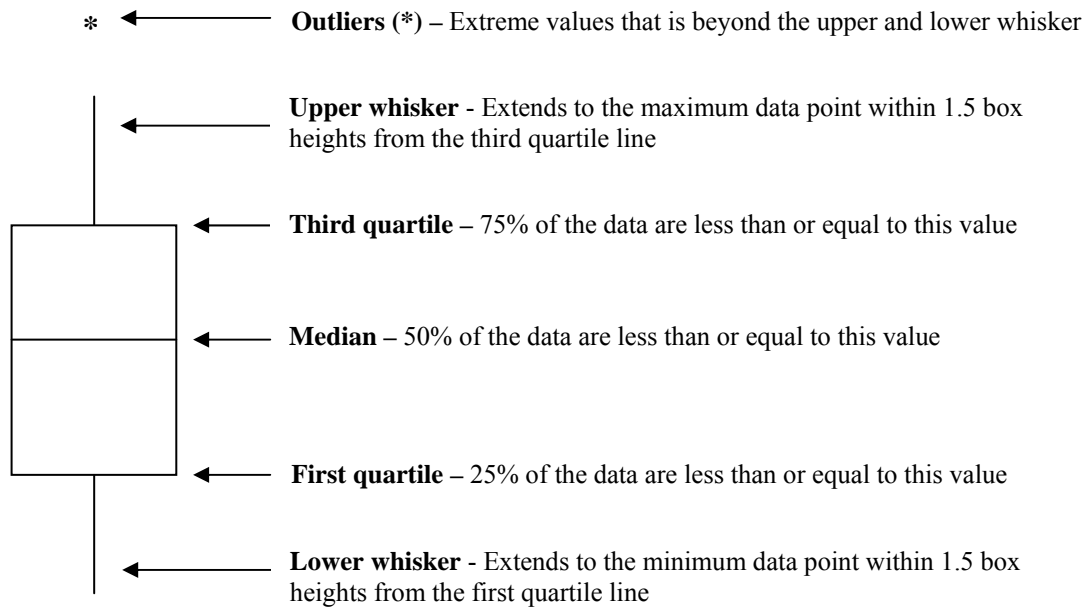 * Outliers (*) – Extreme values that is beyond the upper and lower whisker
Upper whisker - Extends to the maximum data point within 1.5 box
heights from the third quartile line
Third quartile – 75% of the data are less than or equal to this value
Median – 50% of the data are less than or equal to this value
First quartile – 25% of the data are less than or equal to this value
Lower whisker - Extends to the minimum data point within 1.5 box
heights from the first quartile line